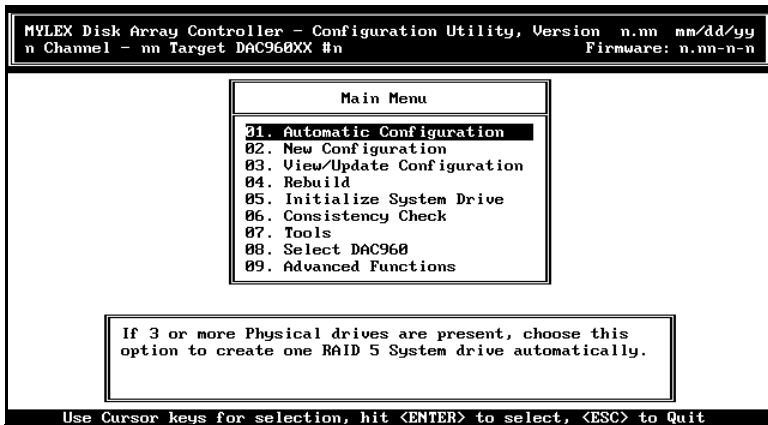 MYLEX Disk Array Controller - Configuration Utility, Version n.nn mm/dd/yy
n Channel - nn Target DAC960XX #n Firmware: n.nn-n-n
Main Menu
01. Automatic Configuration
02. New Configuration
03. View/Update Configuration
04. Rebuild
05. Initialize System Drive
06. Consistency Check
07. Tools
08. Select DAC960
09. Advanced Functions
If 3 or more Physical drives are present, choose this
option to create one RAID 5 System drive automatically.
Use Cursor keys for selection, hit <ENTER> to select, <ESC> to Quit